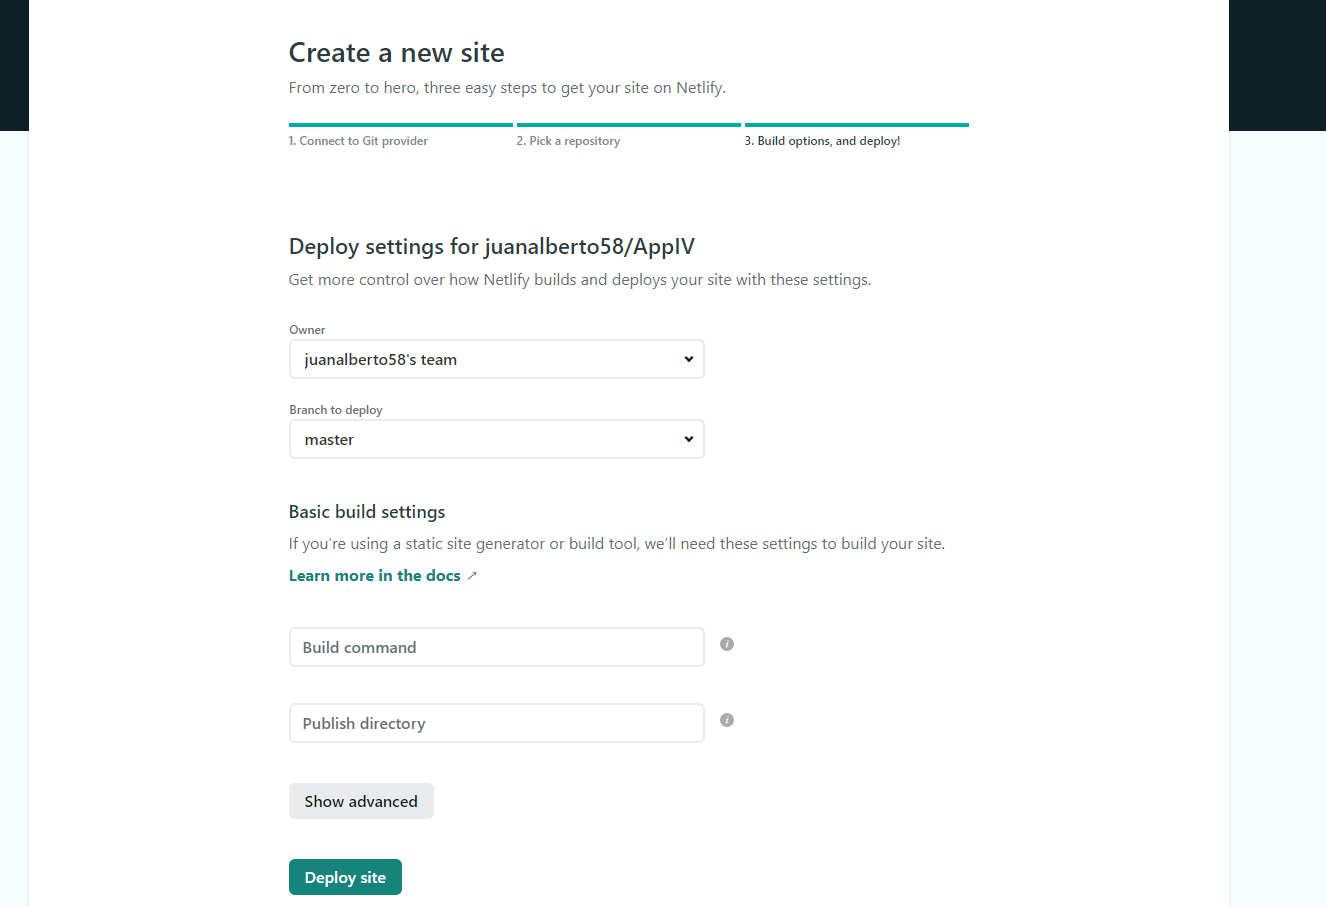 Create a new site
From zero to hero, three easy steps to get your site on Netlify.
1. Connect to Git provider
2. Pick a repository
3. Build options, and deploy!
Deploy settings for juanalberto58/AppIV
Get more control over how Netlify builds and deploys your site with these settings.
Owner
juanalberto58's team
Branch to deploy
master
Basic build settings
If you’re using a static site generator or build tool, we’ll need these settings to build your site.
Learn more in the docs ↗
Build command
i
Publish directory
i
Show advanced
Deploy site